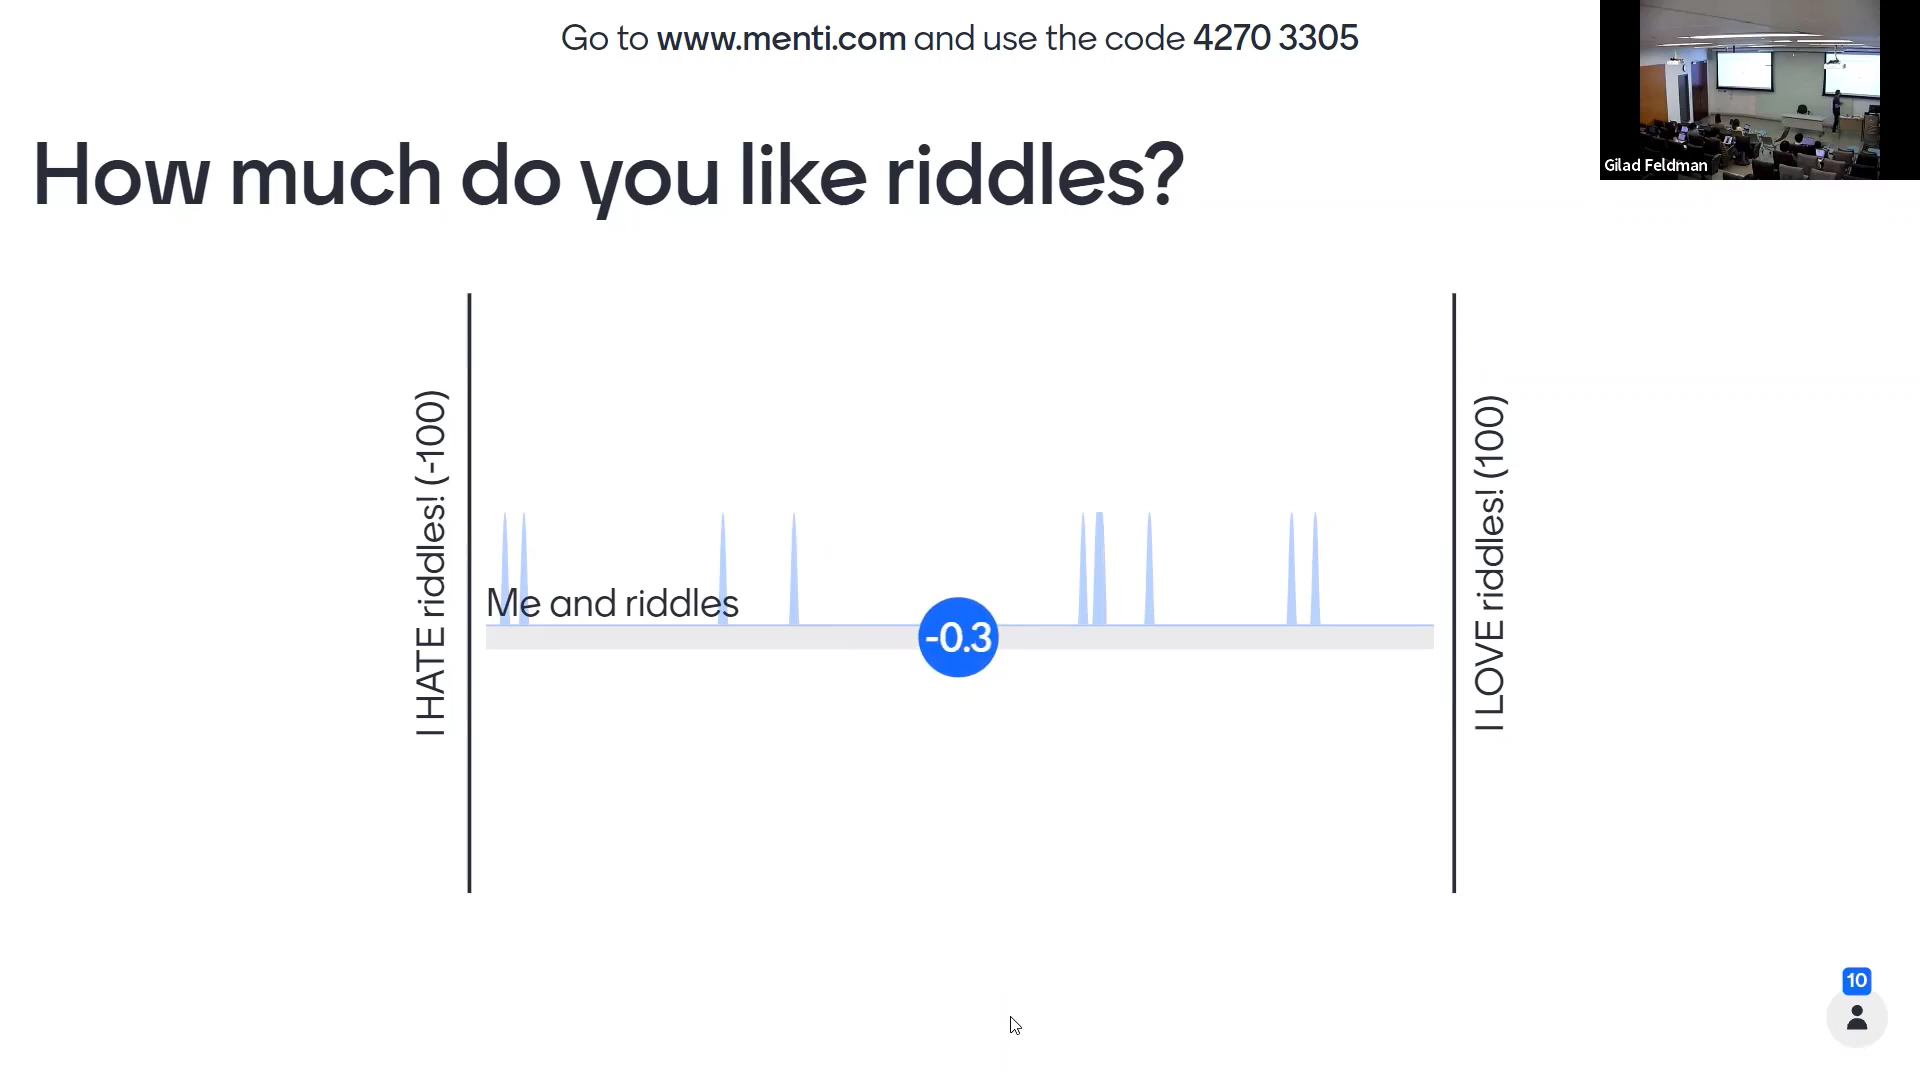 Go to www.menti.com and use the code 4270 3305
Gilad Feldman
How much do you like riddles?
I HATE riddles! (-100)
Me and riddles
-0.3
I LOVE riddles! (100)
10